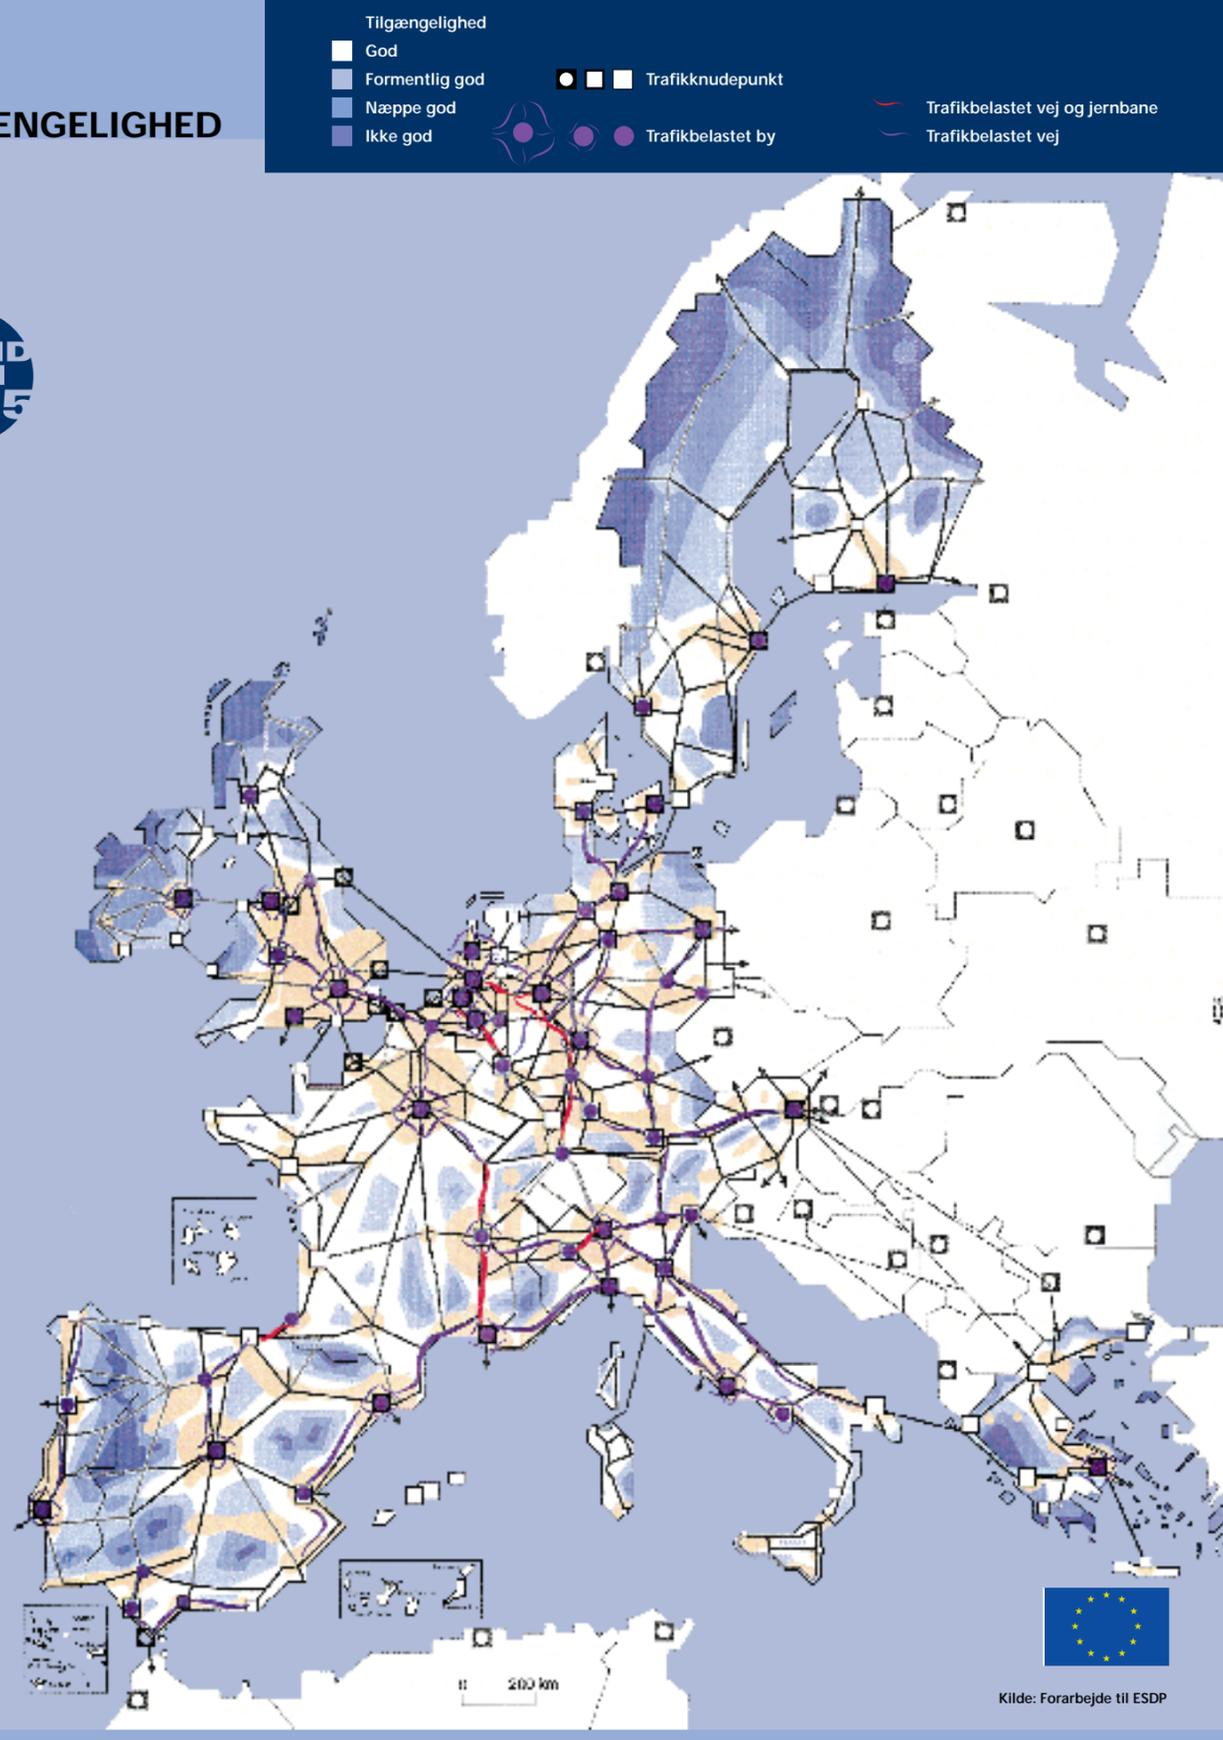 Tilgængelighed
God
Formentlig god
Næppe god
Ikke god
Trafikknudepunkt
Trafikbelastet by
Trafikbelastet vej og jernbane
Trafikbelastet vej
ENGELIGHED
5
200 km
Kilde: Forarbejde til ESDP